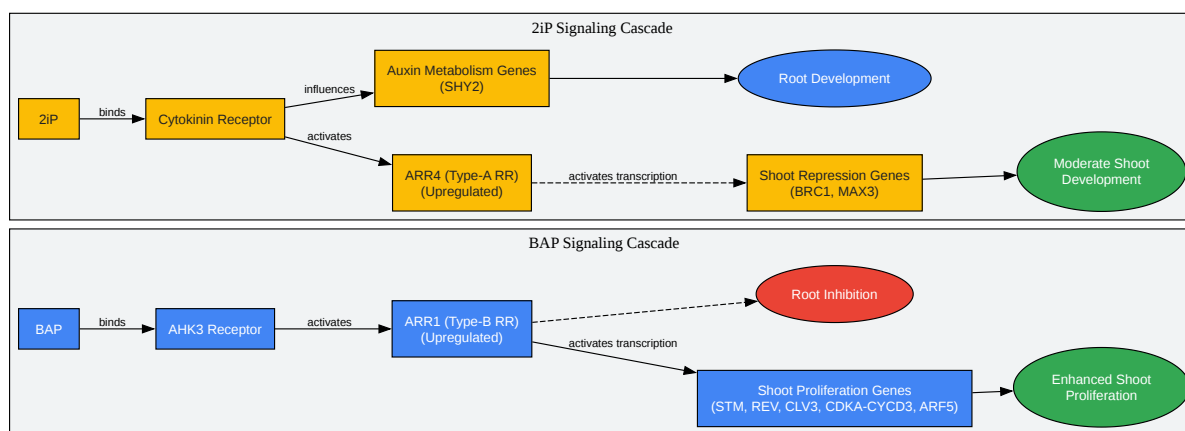 2iP Signaling Cascade
Auxin Metabolism Genes
(SHY2)
Root Development
influences
2iP
binds
Cytokinin Receptor
activates
ARR4 (Type-A RR)
(Upregulated)
activates transcription
Shoot Repression Genes
(BRC1, MAX3)
Moderate Shoot
Development
BAP Signaling Cascade
Root Inhibition
BAP
binds
AHK3 Receptor
activates
ARR1 (Type-B RR)
(Upregulated)
activates transcription
Shoot Proliferation Genes
(STM, REV, CLV3, CDKA-CYCD3, ARF5)
Enhanced Shoot
Proliferation